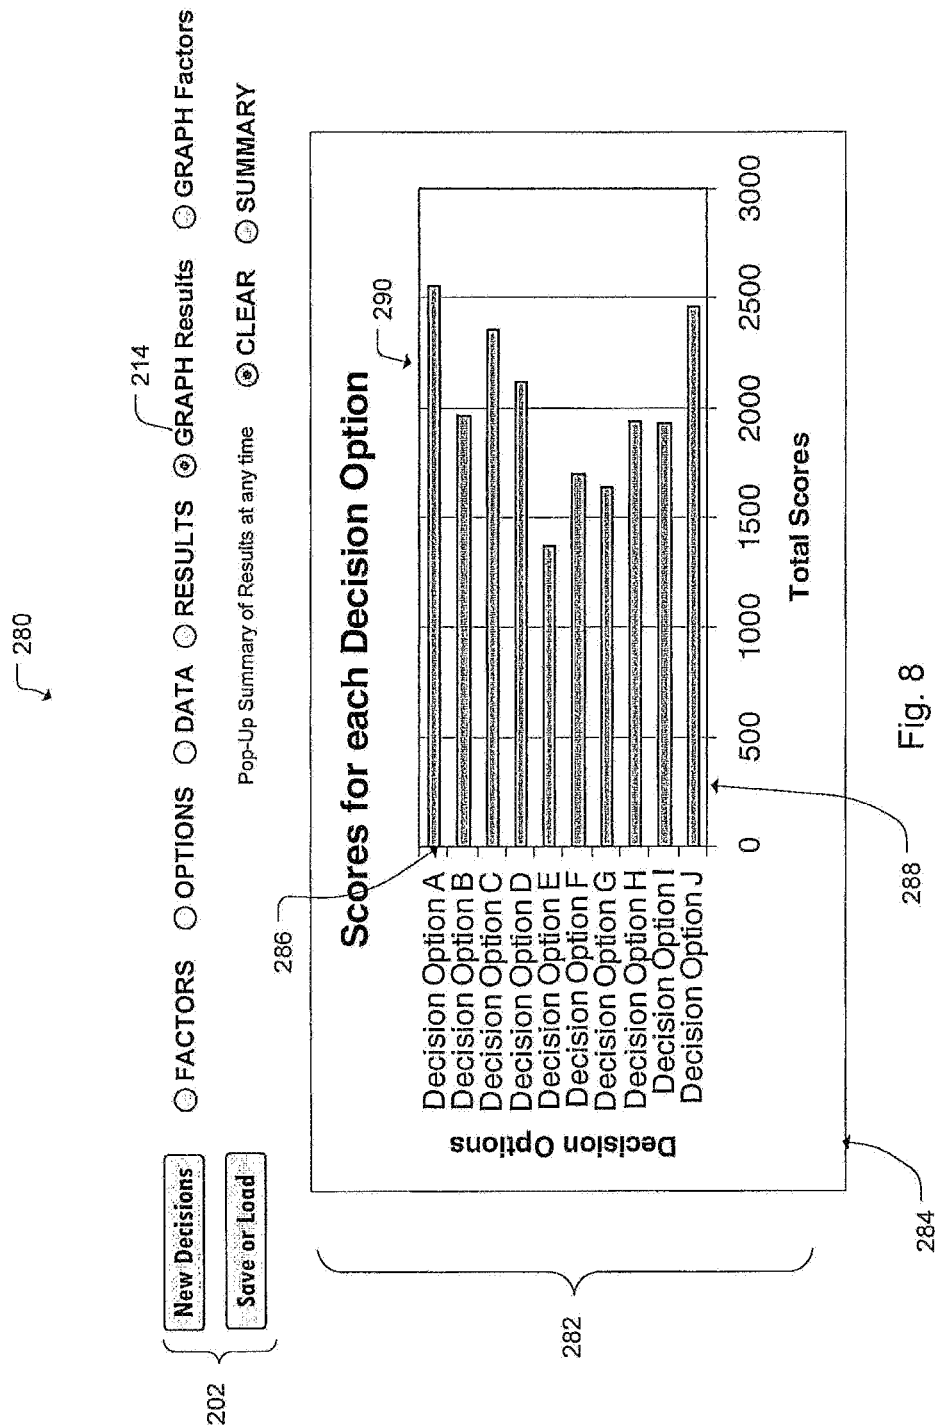 280
New Decisions
Save or Load
202
FACTORS
OPTIONS
DATA
RESULTS
GRAPH Results
GRAPH Factors
214
Pop-Up Summary of Results at any time
CLEAR
SUMMARY
286
290
Scores for each Decision Option
Decision Options
Decision Option A
Decision Option B
Decision Option C
Decision Option D
Decision Option E
Decision Option F
Decision Option G
Decision Option H
Decision Option I
Decision Option J
0
500
1000
1500
2000
2500
3000
Total Scores
282
284
288
Fig. 8